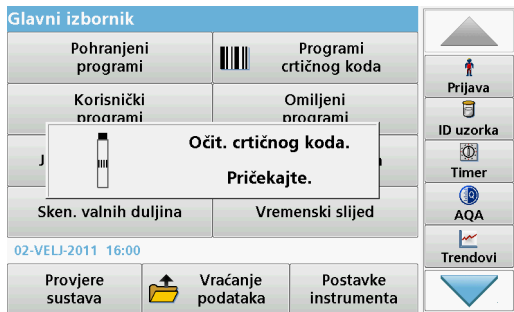 Glavni izbornik
Pohranjeni
programi
Programi
crtičnog koda
Korisnički
programi
Omiljeni
programi
Očit. crtičnog koda.
Pričekajte.
J
Sken. valnih duljina
Vremenski slijed
02-VELJ-2011 16:00
Provjere
sustava
Vraćanje
podataka
Postavke
instrumenta
Prijava
ID uzorka
Timer
AQA
Trendovi